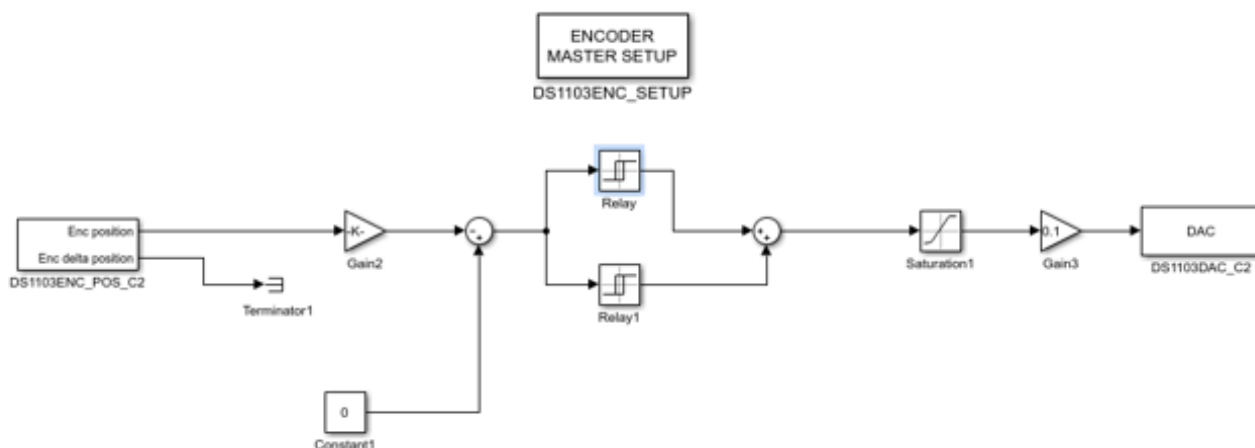 ENCODER
MASTER SETUP
DS1103ENC_SETUP
Relay
Enc position
Enc delta position
DS1103ENC_POS_C2
-K-
Gain2
Terminator1
Relay1
Saturation1
0.1
Gain3
DAC
DS1103DAC_C2
0
Constant1